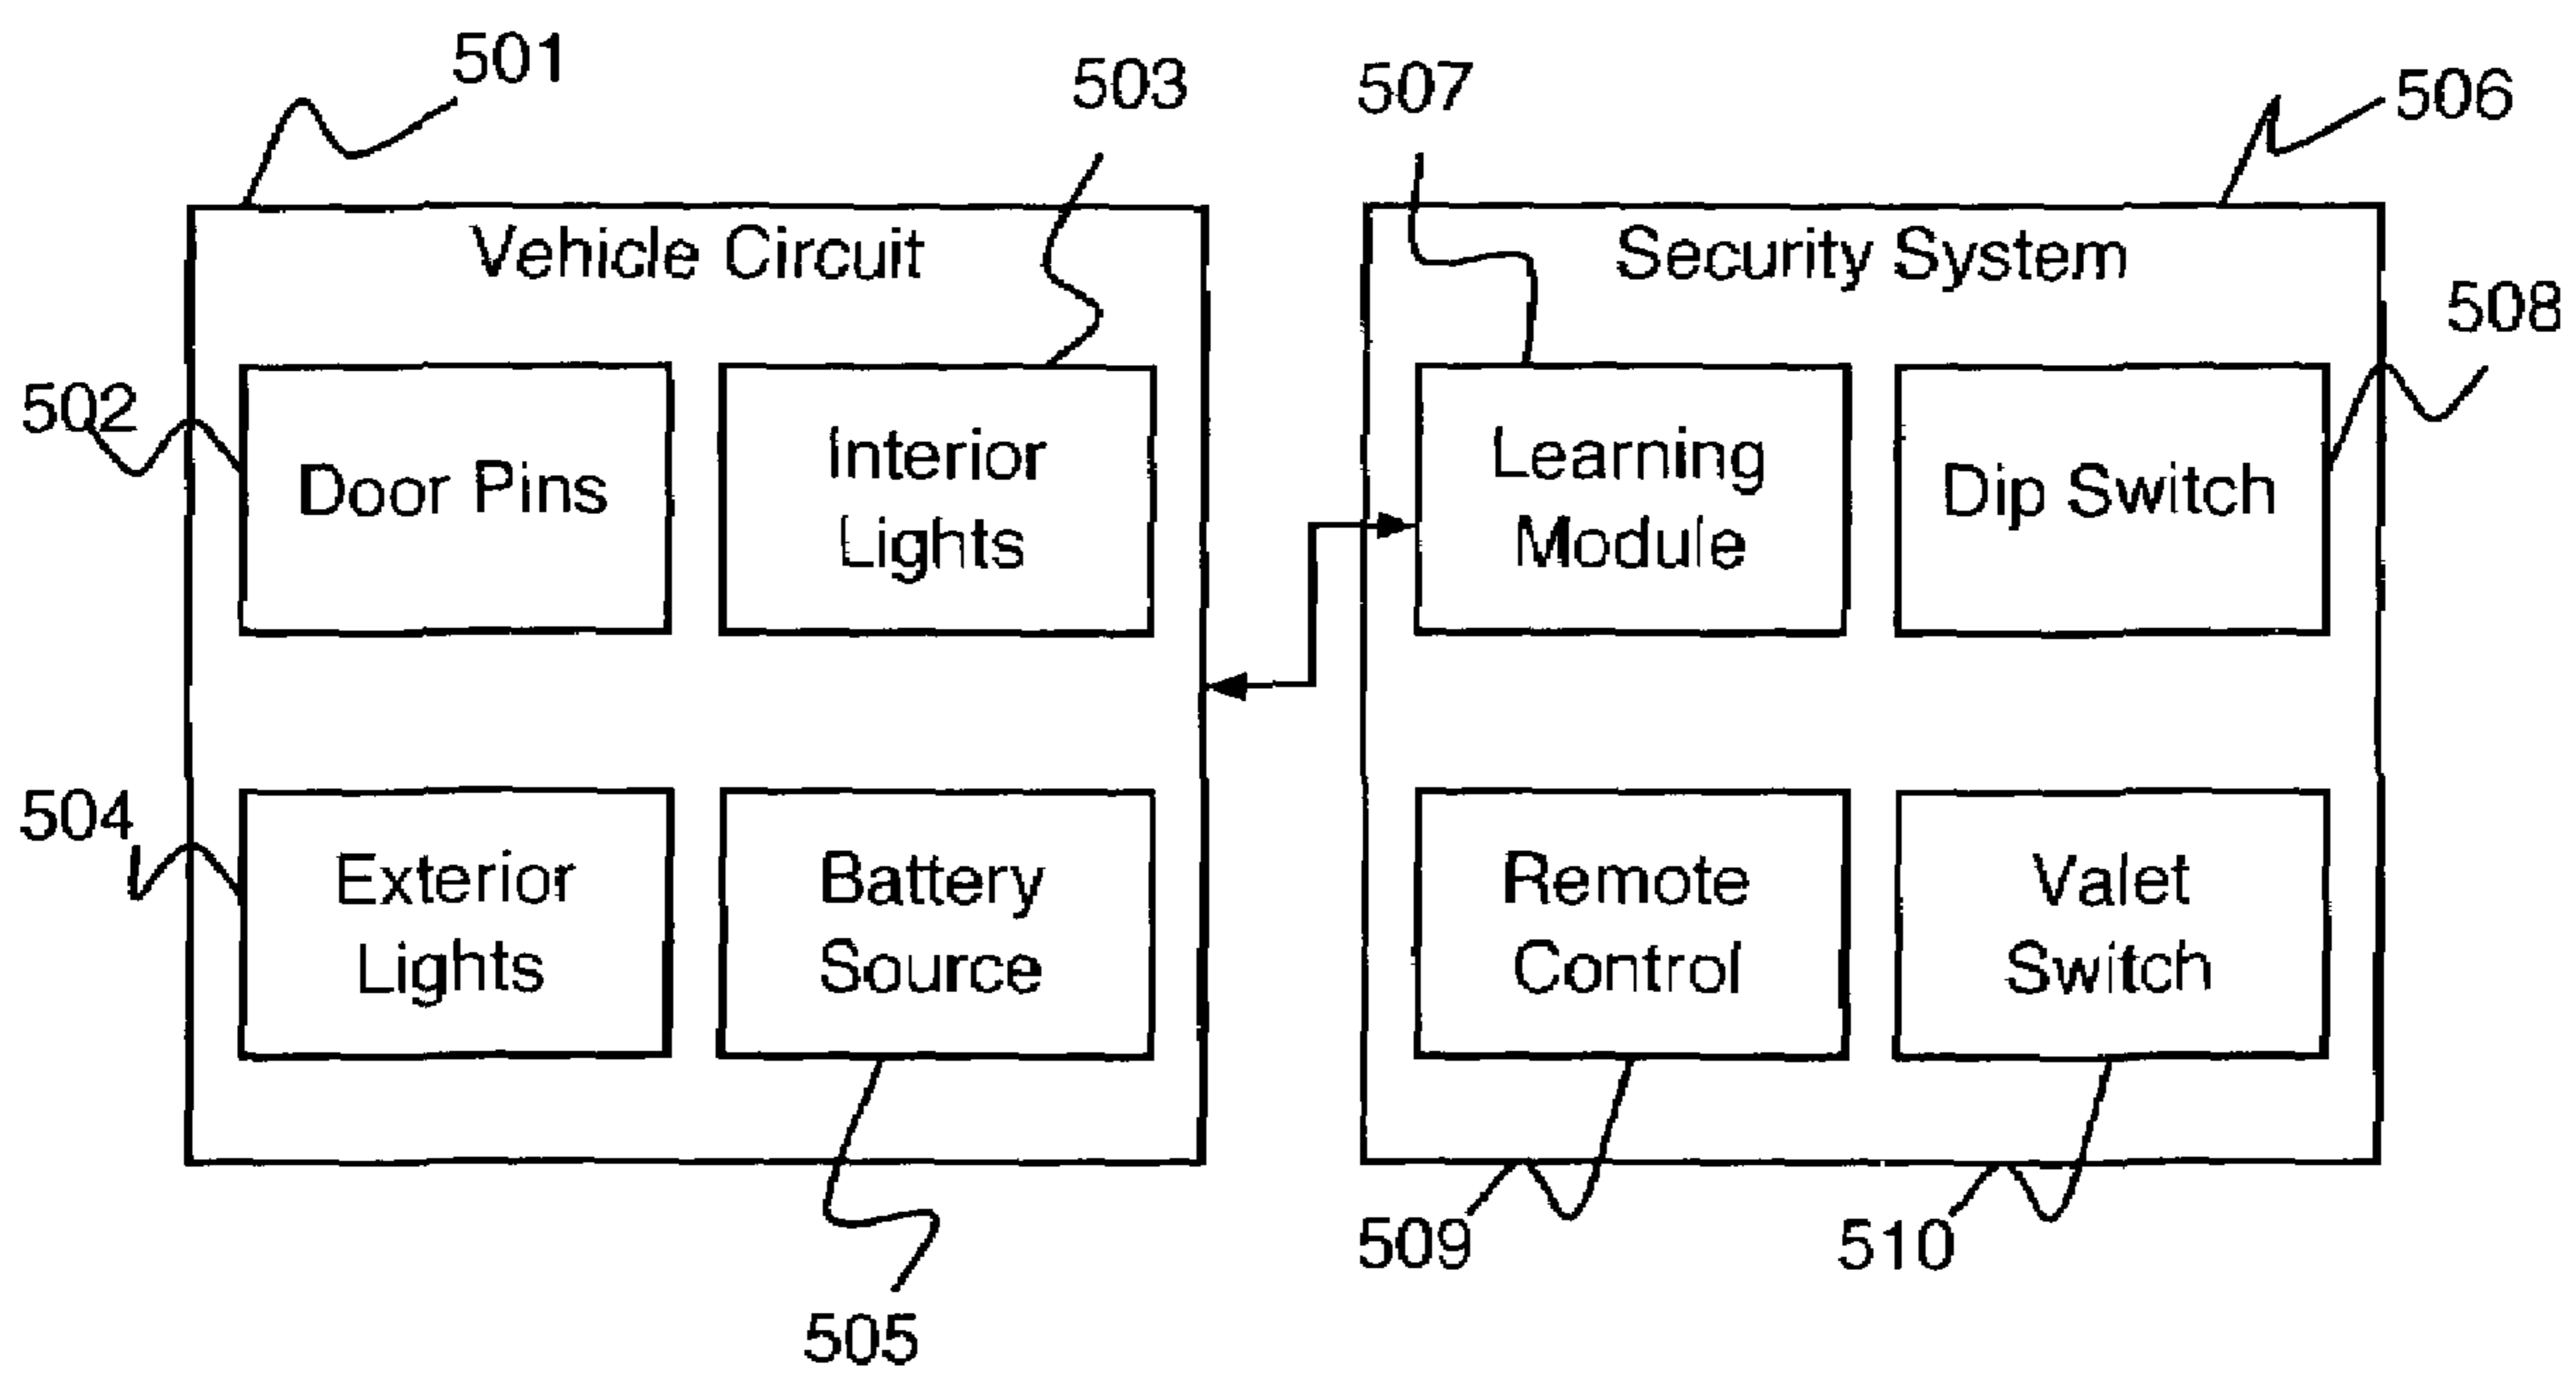 501
503
507
506
Vehicle Circuit
Security System
508
502
Door Pins
Interior
Lights
Learning
Module
Dip Switch
504
Exterior
Lights
Battery
Source
Remote
Control
Valet
Switch
509
510
505